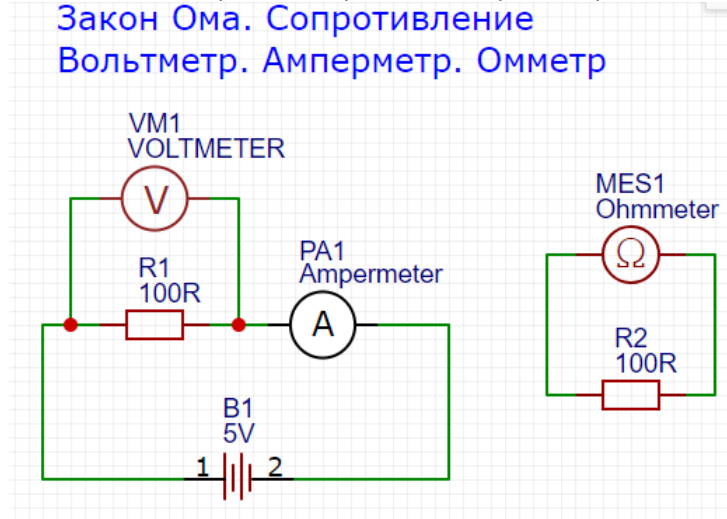 Закон Ома. Сопротивление
Вольтметр. Амперметр. Омметр
VM1
VOLTMETER
V
R1
100R
PA1
Ampermeter
A
B1
5V
1 2
MES1
Ohmmeter
Ω
R2
100R